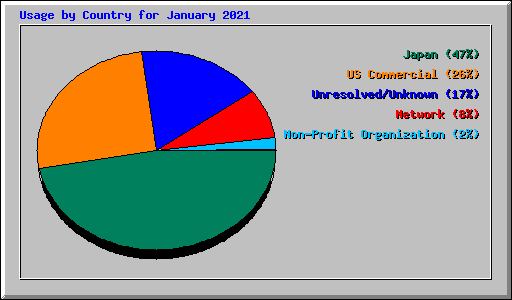 Usage by Country for January 2021
Japan (47%)
US Commercial (26%)
Unresolved/Unknown (17%)
Network (8%)
Non-Profit Organization (2%)